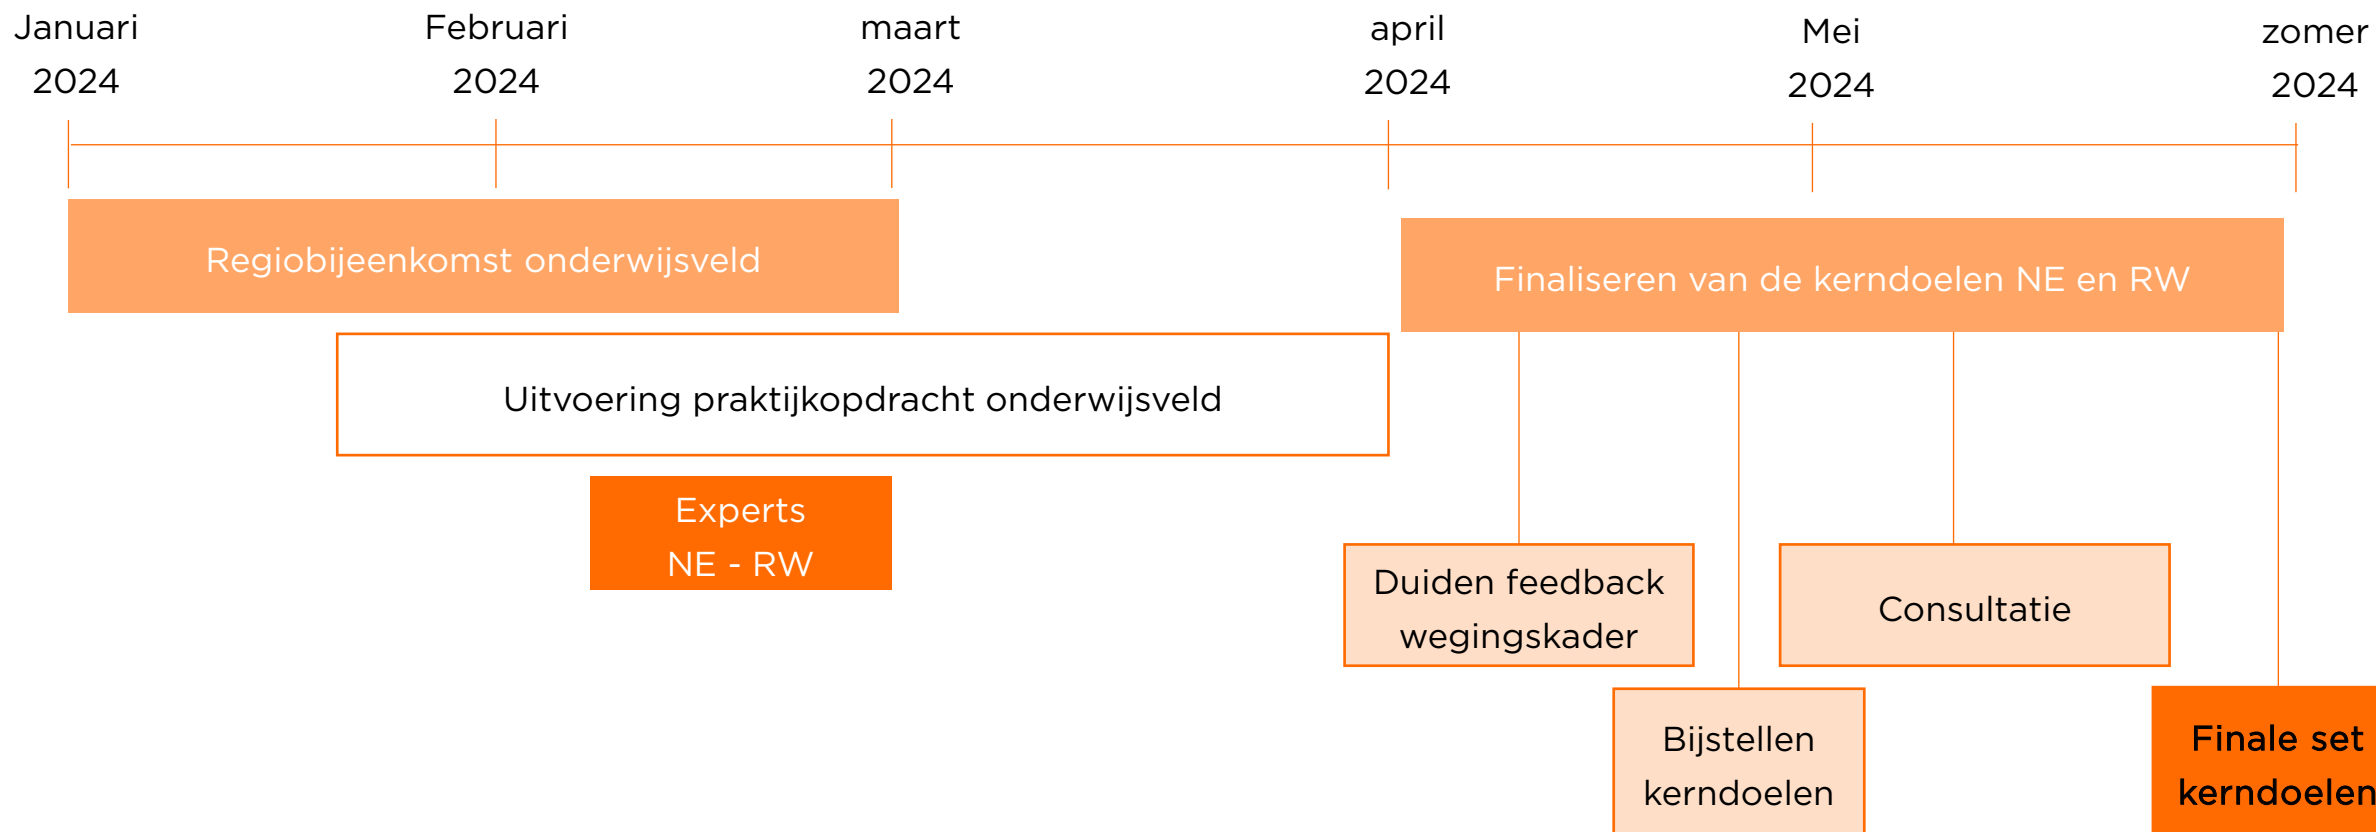 Januari
2024
Februari
2024
maart
2024
april
2024
Mei
2024
zomer
2024
Regiobijeenkomst onderwijsveld
Finaliseren van de kerndoelen NE en RW
Uitvoering praktijkopdracht onderwijsveld
Experts
NE - RW
Duiden feedback
wegingskader
Consultatie
Bijstellen
kerndoelen
Finale set
kerndoelen